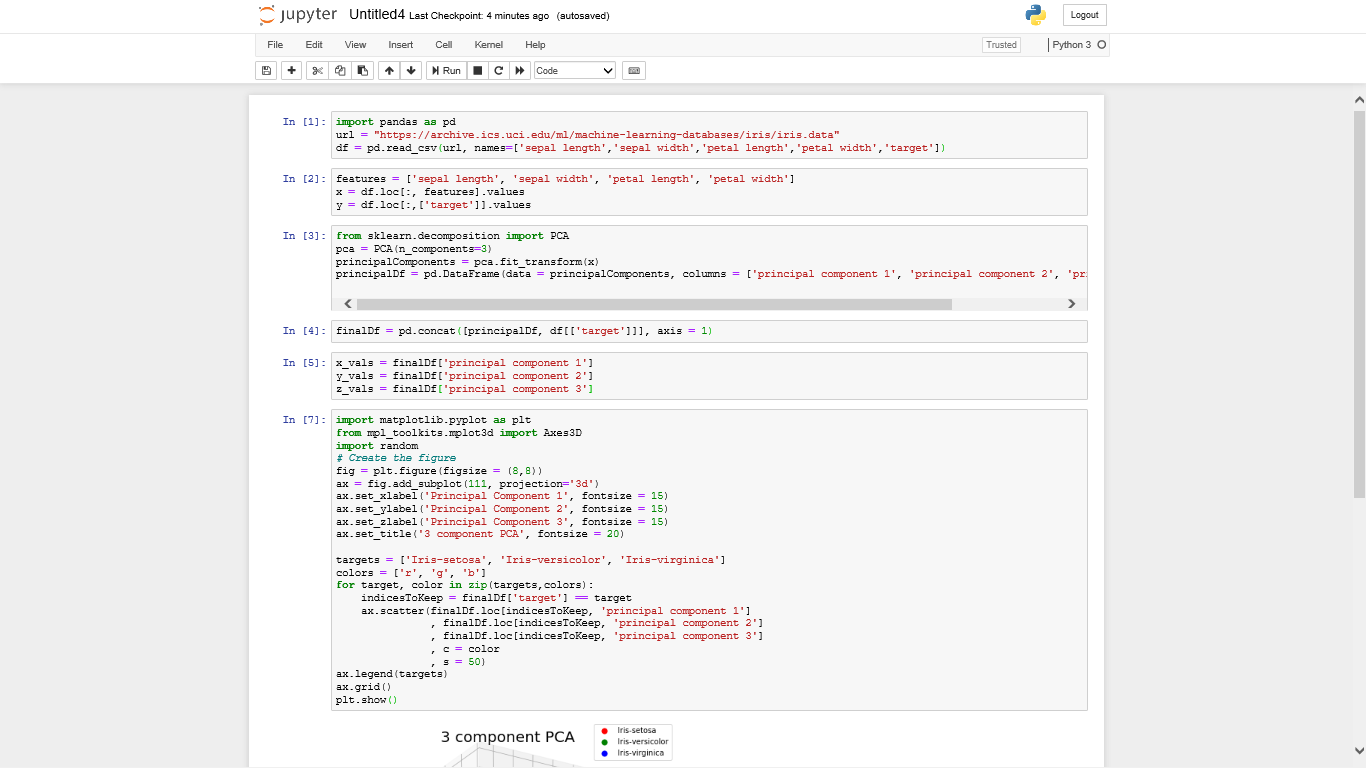 jupyter Untitled4 Last Checkpoint: 4 minutes ago (autosaved)
Logout
File Edit View Insert Cell Kernel Help
Trusted Python 3
Run Code
In [1]:
import pandas as pd
url = "https://archive.ics.uci.edu/ml/machine-learning-databases/iris/iris.data"
df = pd.read_csv(url, names=['sepal length','sepal width','petal length','petal width','target'])
In [2]:
features = ['sepal length', 'sepal width', 'petal length', 'petal width']
x = df.loc[:, features].values
y = df.loc[:,['target']].values
In [3]:
from sklearn.decomposition import PCA
pca = PCA(n_components=3)
principalComponents = pca.fit_transform(x)
principalDf = pd.DataFrame(data = principalComponents, columns = ['principal component 1', 'principal component 2', 'pri
In [4]:
finalDf = pd.concat([principalDf, df[['target']]], axis = 1)
In [5]:
x_vals = finalDf['principal component 1']
y_vals = finalDf['principal component 2']
z_vals = finalDf['principal component 3']
In [7]:
import matplotlib.pyplot as plt
from mpl_toolkits.mplot3d import Axes3D
import random
# Create the figure
fig = plt.figure(figsize = (8,8))
ax = fig.add_subplot(111, projection='3d')
ax.set_xlabel('Principal Component 1', fontsize = 15)
ax.set_ylabel('Principal Component 2', fontsize = 15)
ax.set_zlabel('Principal Component 3', fontsize = 15)
ax.set_title('3 component PCA', fontsize = 20)
targets = ['Iris-setosa', 'Iris-versicolor', 'Iris-virginica']
colors = ['r', 'g', 'b']
for target, color in zip(targets,colors):
    indicesToKeep = finalDf['target'] == target
    ax.scatter(finalDf.loc[indicesToKeep, 'principal component 1']
               , finalDf.loc[indicesToKeep, 'principal component 2']
               , finalDf.loc[indicesToKeep, 'principal component 3']
               , c = color
               , s = 50)
ax.legend(targets)
ax.grid()
plt.show()
3 component PCA
Iris-setosa
Iris-versicolor
Iris-virginica